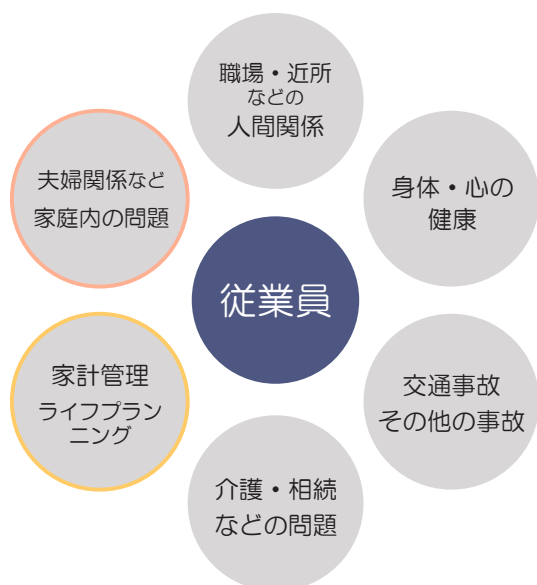 職場・近所
などの
人間関係
夫婦関係など
家庭内の問題
身体・心の
健康
従業員
家計管理
ライフプラン
ニング
交通事故
その他の事故
介護・相続
などの問題